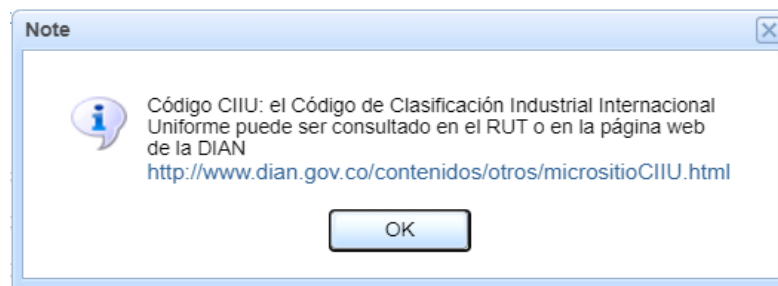 Note
Código CIIU: el Código de Clasificación Industrial Internacional
Uniforme puede ser consultado en el RUT o en la página web
de la DIAN
http://www.dian.gov.co/contenidos/otros/micrositioCIIU.html
OK